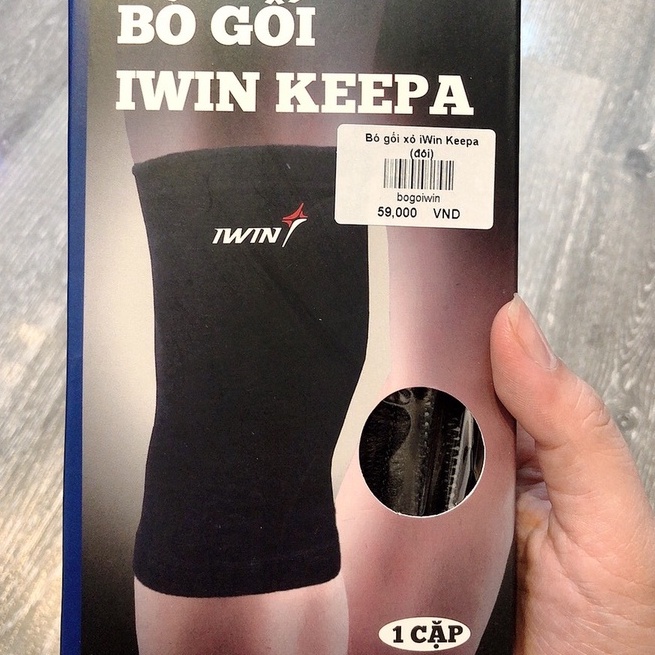 BÓ GỐI
IWIN KEEPA
Bó gối xỏ iWin Keepa
(đôi)
bogoiwin
59,000 VND
IWIN
1 CẶP